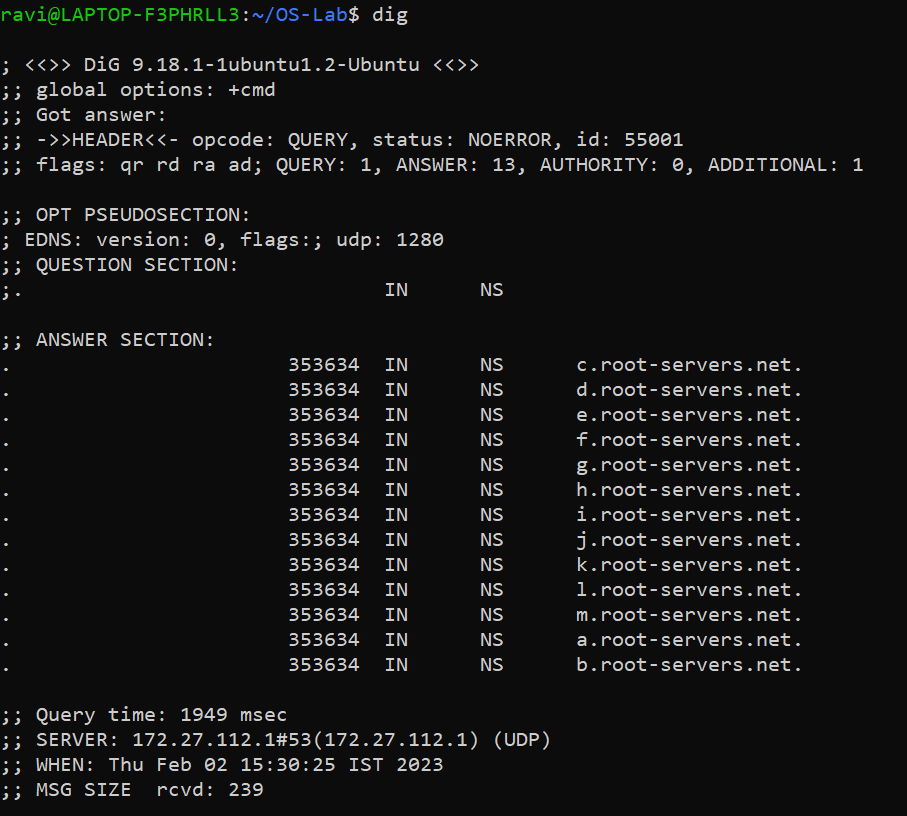 ravi@LAPTOP-F3PHRLL3:~/OS-Lab$ dig
; <<>> DiG 9.18.1-1ubuntu1.2-Ubuntu <<>>
;; global options: +cmd
;; Got answer:
;; ->>HEADER<<- opcode: QUERY, status: NOERROR, id: 55001
;; flags: qr rd ra ad; QUERY: 1, ANSWER: 13, AUTHORITY: 0, ADDITIONAL: 1
;; OPT PSEUDOSECTION:
; EDNS: version: 0, flags:; udp: 1280
;; QUESTION SECTION:
;. IN NS
;; ANSWER SECTION:
. 353634 IN NS c.root-servers.net.
. 353634 IN NS d.root-servers.net.
. 353634 IN NS e.root-servers.net.
. 353634 IN NS f.root-servers.net.
. 353634 IN NS g.root-servers.net.
. 353634 IN NS h.root-servers.net.
. 353634 IN NS i.root-servers.net.
. 353634 IN NS j.root-servers.net.
. 353634 IN NS k.root-servers.net.
. 353634 IN NS l.root-servers.net.
. 353634 IN NS m.root-servers.net.
. 353634 IN NS a.root-servers.net.
. 353634 IN NS b.root-servers.net.
;; Query time: 1949 msec
;; SERVER: 172.27.112.1#53(172.27.112.1) (UDP)
;; WHEN: Thu Feb 02 15:30:25 IST 2023
;; MSG SIZE  rcvd: 239